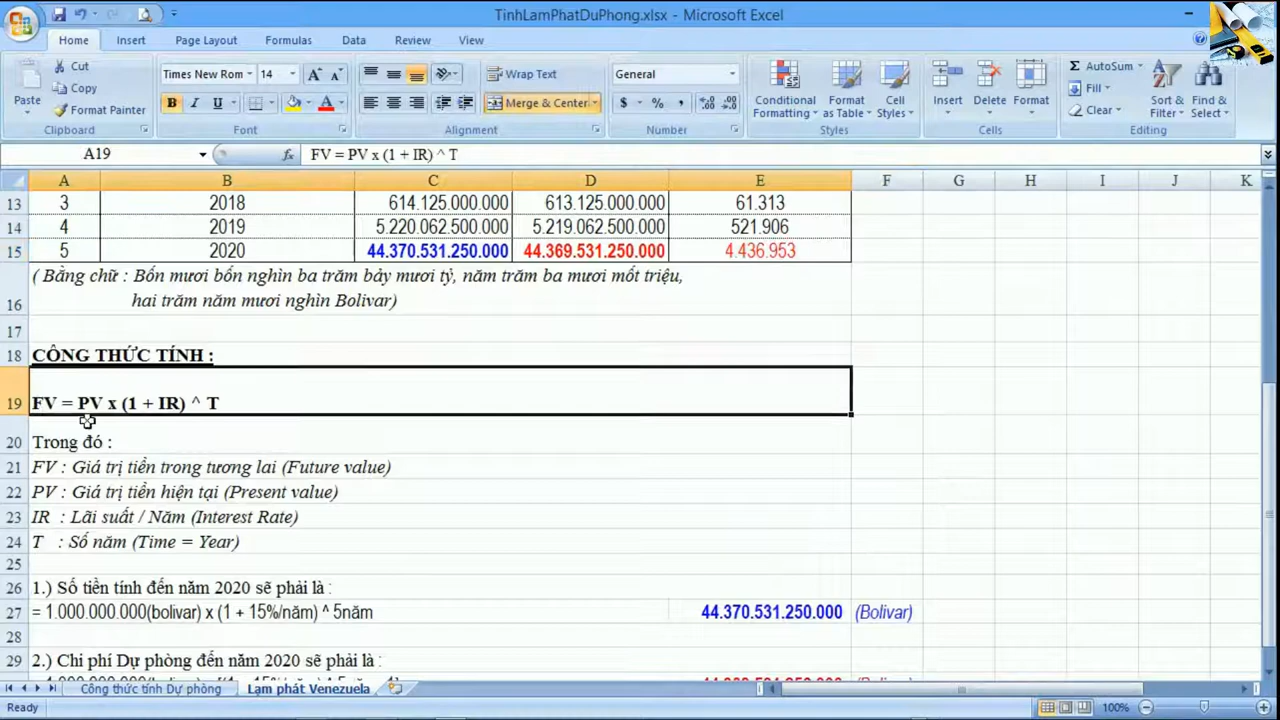 TinhLamPhatDuPhong.xlsx - Microsoft Excel
Home Insert Page Layout Formulas Data Review View
Paste
Cut
Copy
Format Painter
Clipboard
Times New Rom 14
B I U
Font
Wrap Text
Merge & Center
Alignment
General
$ % ,
Number
Conditional Formatting
Format as Table
Cell Styles
Styles
Insert
Delete
Format
Cells
AutoSum
Fill
Clear
Sort & Filter
Find & Select
Editing
A19 fx FV = PV x (1 + IR) ^ T
A B C D E F G H I J K
13 3 2018 614.125.000.000 613.125.000.000 61.313
14 4 2019 5.220.062.500.000 5.219.062.500.000 521.906
15 5 2020 44.370.531.250.000 44.369.531.250.000 4.436.953
( Bằng chữ : Bốn mươi bốn nghìn ba trăm bảy mươi tỷ, năm trăm ba mươi mốt triệu,
16 hai trăm năm mươi nghìn Bolivar)
17
18 CÔNG THỨC TÍNH :
19 FV = PV x (1 + IR) ^ T
20 Trong đó :
21 FV : Giá trị tiền trong tương lai (Future value)
22 PV : Giá trị tiền hiện tại (Present value)
23 IR : Lãi suất / Năm (Interest Rate)
24 T : Số năm (Time = Year)
25
26 1.) Số tiền tính đến năm 2020 sẽ phải là :
27 = 1.000.000.000(bolivar) x (1 + 15%/năm) ^ 5năm 44.370.531.250.000 (Bolivar)
28
29 2.) Chi phí Dự phòng đến năm 2020 sẽ phải là :
Công thức tính Dự phòng Lạm phát Venezuela
Ready 100%